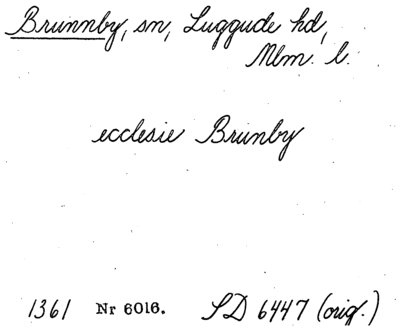 Brunnby, sn, Luggude hd,
Mlm. l.
ecclesie Brunby
1361 Nr 6016. SD 6447 (orig.)